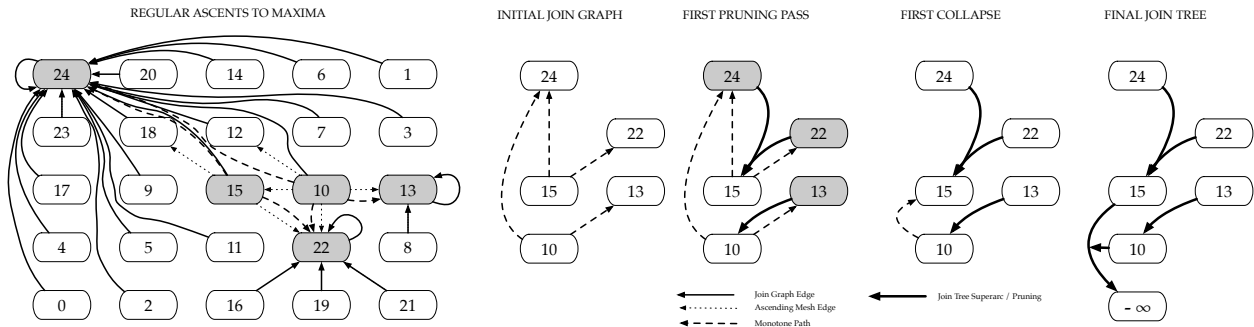 REGULAR ASCENTS TO MAXIMA
24 20 14 6 1
23 18 12 7 3
17 9 15 10 13
4 5 11 22 8
0 2 16 19 21
INITIAL JOIN GRAPH
24
22
15 13
10
FIRST PRUNING PASS
24
22
15 13
10
FIRST COLLAPSE
24
22
15 13
10
FINAL JOIN TREE
24
22
15 13
10
- ∞
Join Graph Edge
Ascending Mesh Edge
Monotone Path
Join Tree Superarc / Pruning